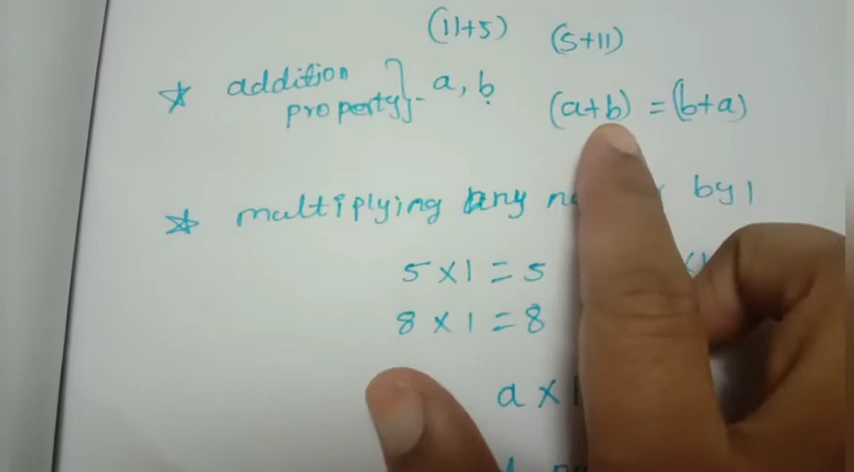 (11+5) (5+11)
☆ addition
property}- a, b (a+b) = (b+a)
☆ multiplying any by 1
5 × 1 = 5
8 × 1 = 8
a ×